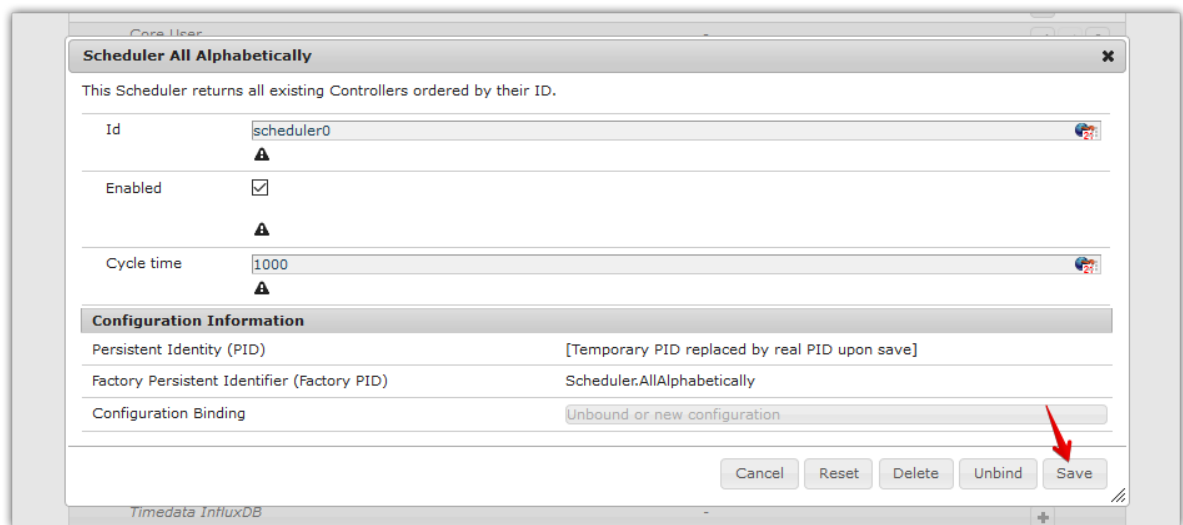 Core User -
Scheduler All Alphabetically
This Scheduler returns all existing Controllers ordered by their ID.
Id scheduler0
Enabled
Cycle time 1000
Configuration Information
Persistent Identity (PID) [Temporary PID replaced by real PID upon save]
Factory Persistent Identifier (Factory PID) Scheduler.AllAlphabetically
Configuration Binding Unbound or new configuration
Cancel Reset Delete Unbind Save
Timedata InfluxDB -